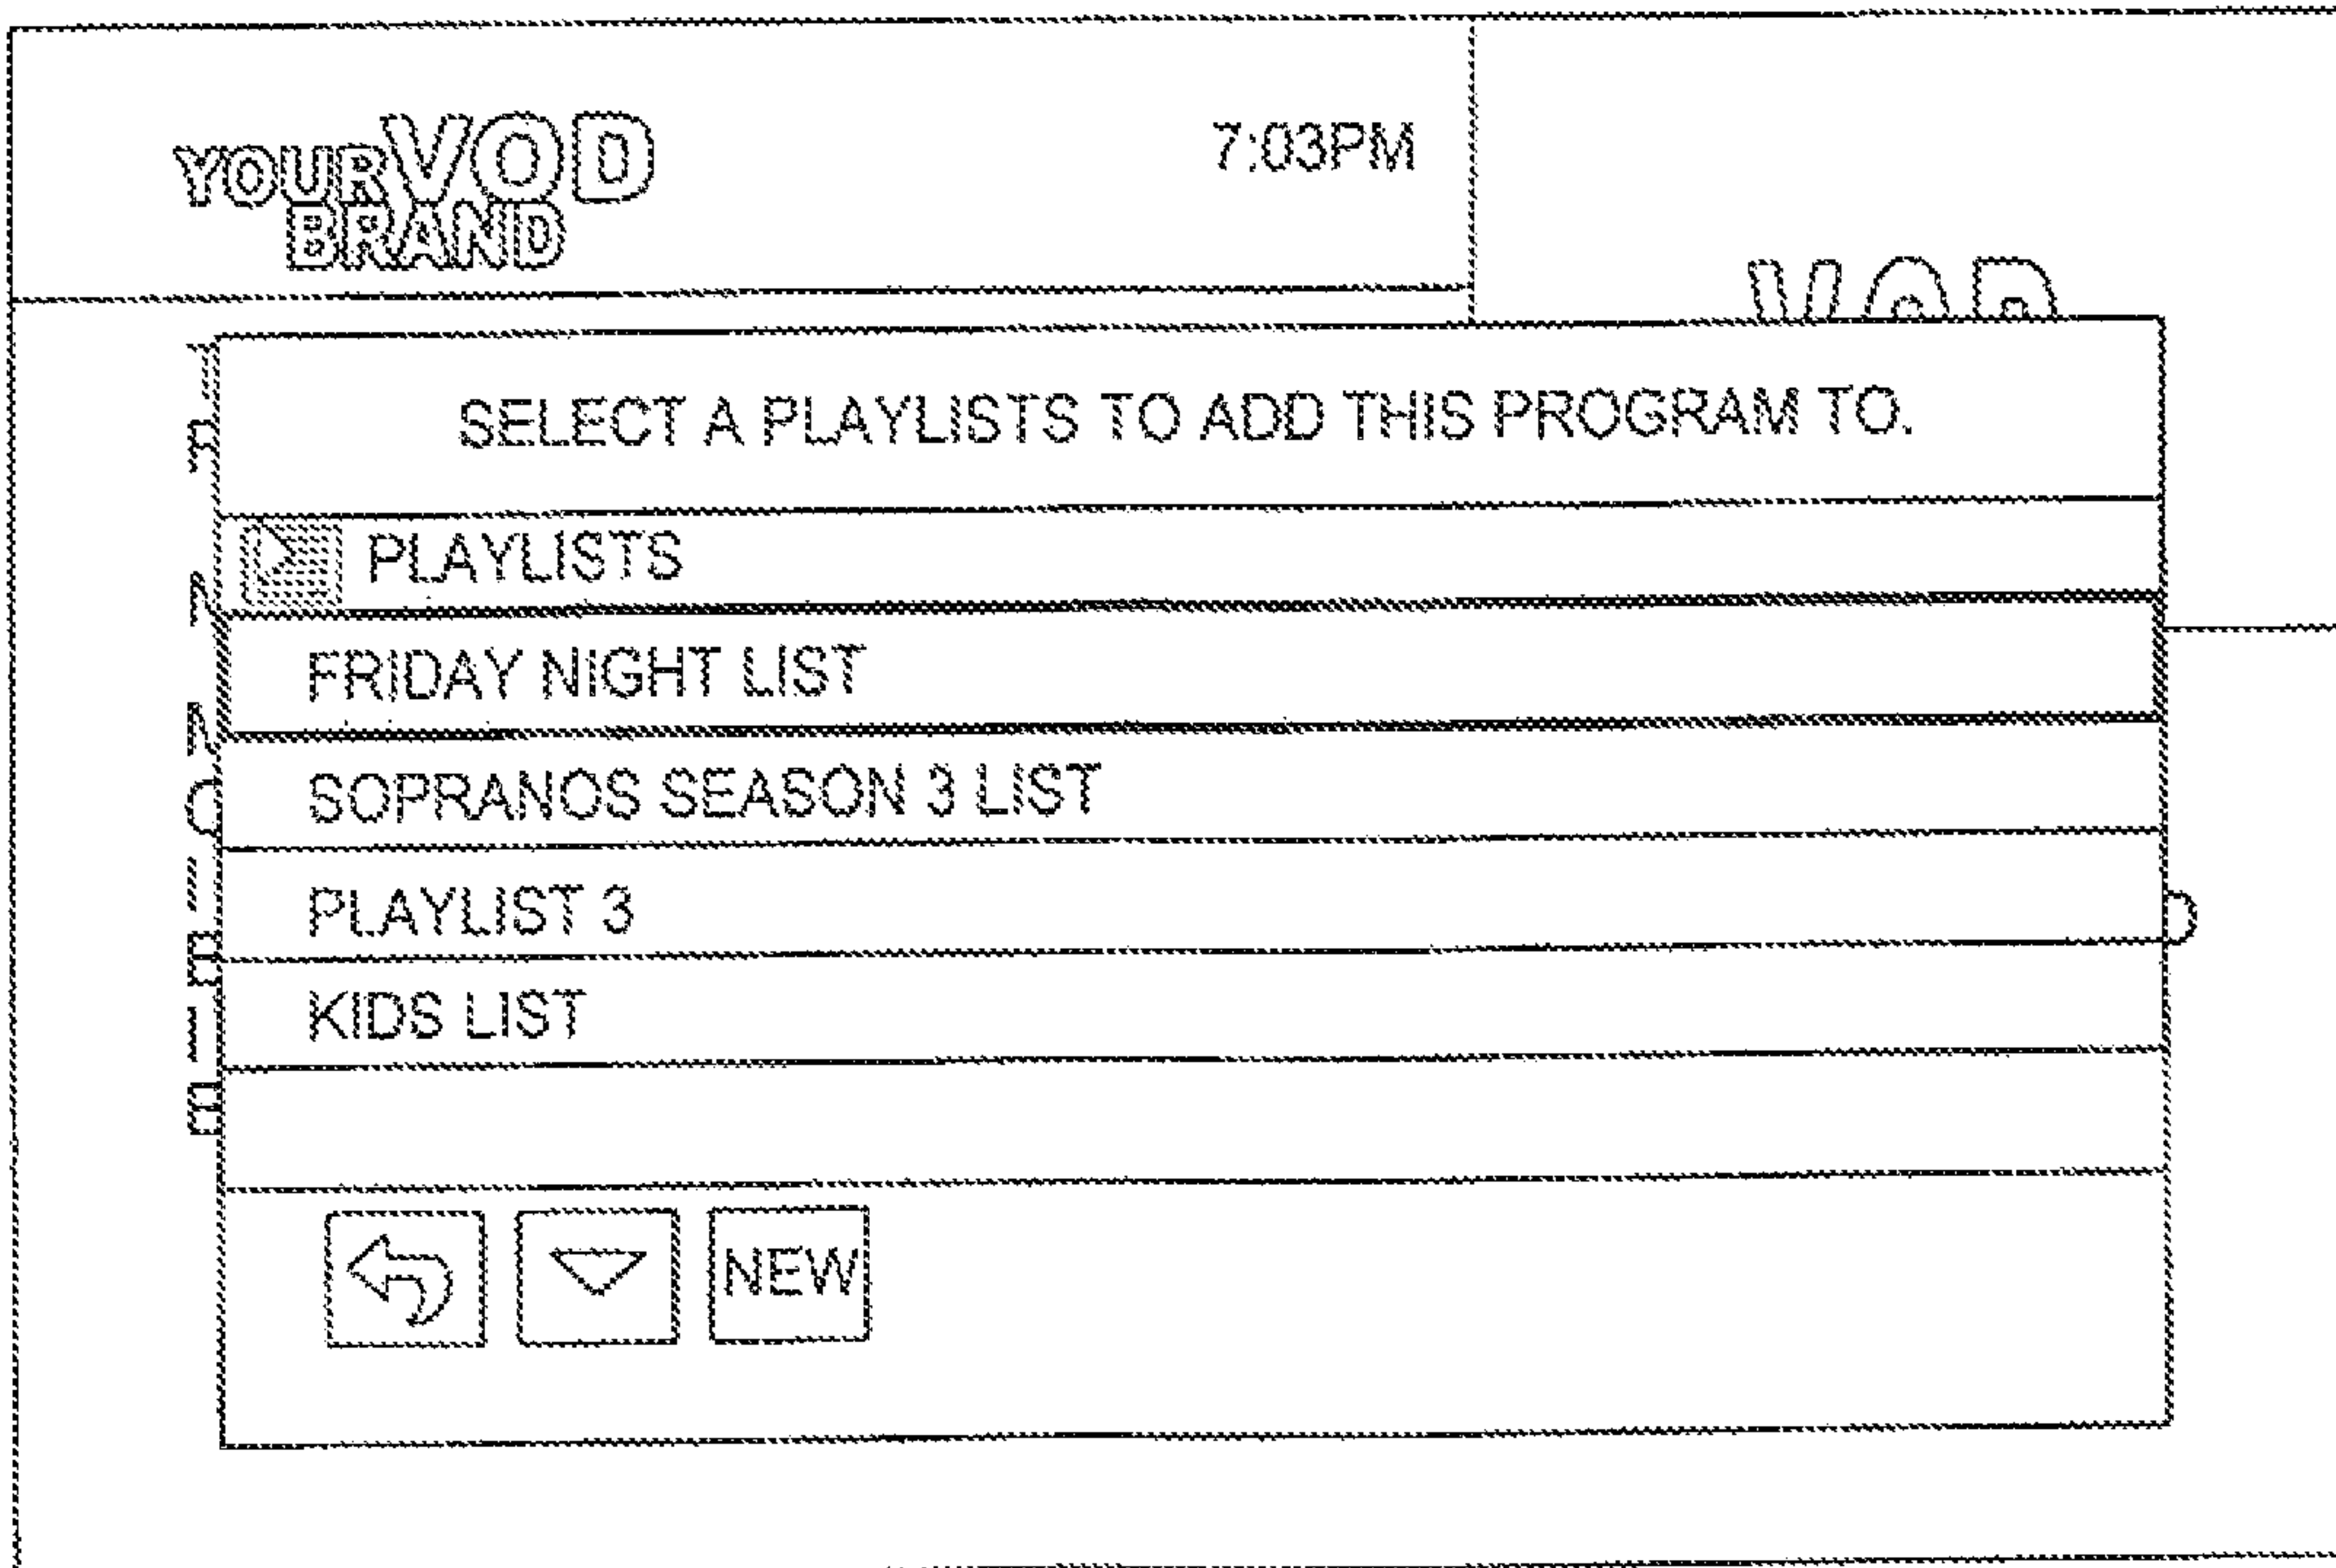 YOUR VOD
BRAND
7:03PM
SELECT A PLAYLISTS TO ADD THIS PROGRAM TO.
PLAYLISTS
FRIDAY NIGHT LIST
SOPRANOS SEASON 3 LIST
PLAYLIST 3
KIDS LIST
NEW